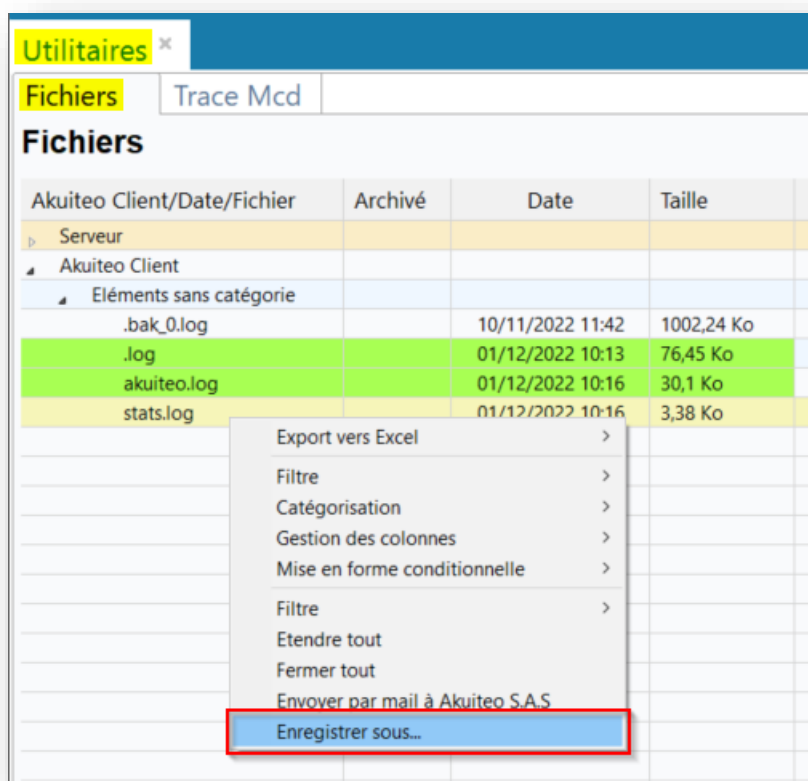 Utilitaires ×
Fichiers Trace Mcd
Fichiers
Akuiteo Client/Date/Fichier Archivé Date Taille
Serveur
Akuiteo Client
Eléments sans catégorie
.bak_0.log 10/11/2022 11:42 1002,24 Ko
.log 01/12/2022 10:13 76,45 Ko
akuiteo.log 01/12/2022 10:16 30,1 Ko
stats.log 01/12/2022 10:16 3,38 Ko
Export vers Excel
Filtre
Catégorisation
Gestion des colonnes
Mise en forme conditionnelle
Filtre
Etendre tout
Fermer tout
Envoyer par mail à Akuiteo S.A.S
Enregistrer sous...